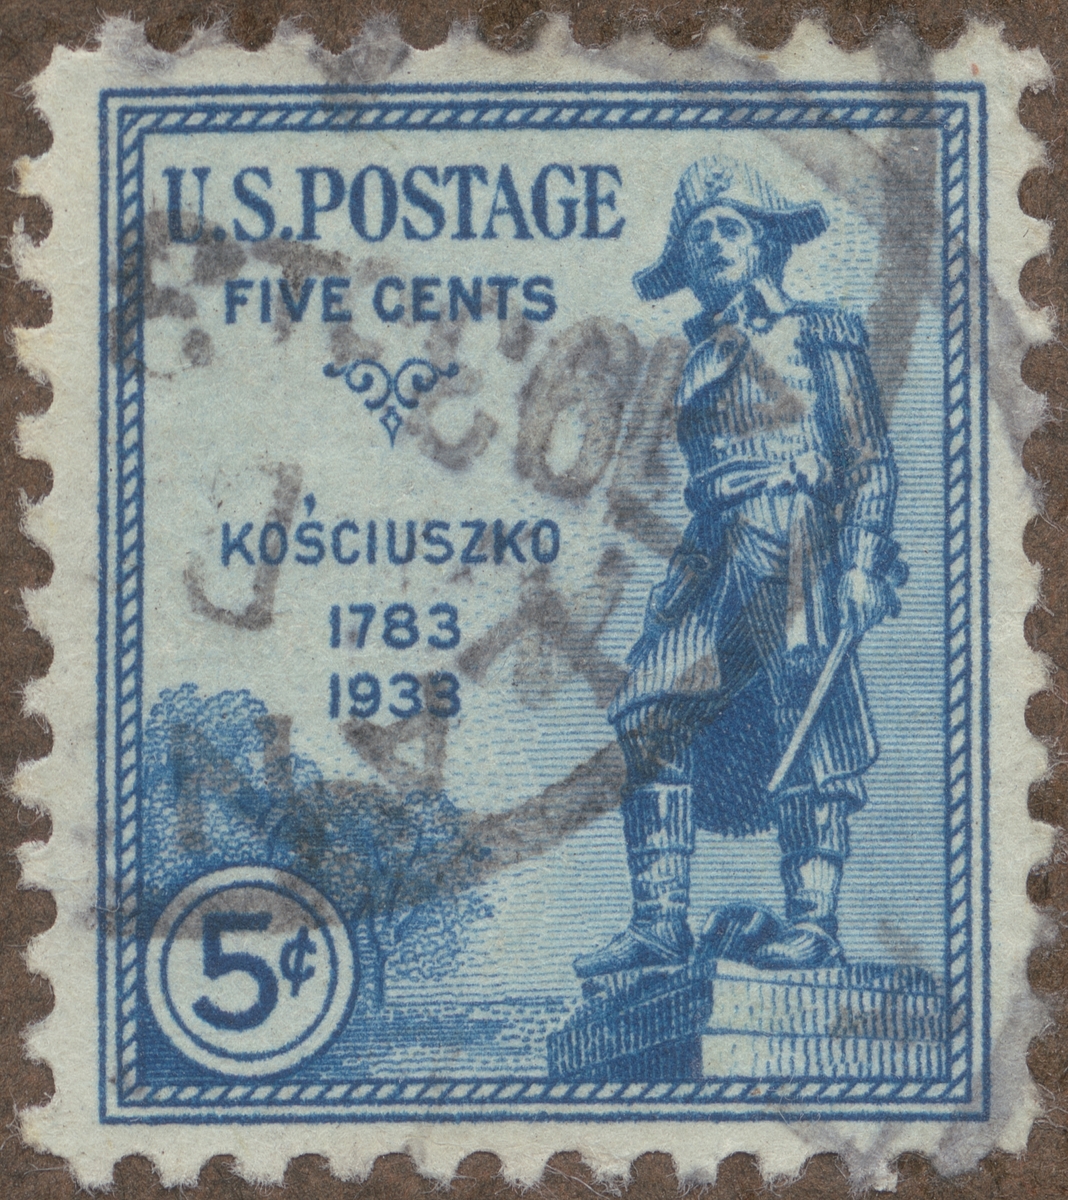 U.S.POSTAGE
FIVE CENTS
KOŚCIUSZKO
1783
1933
5¢